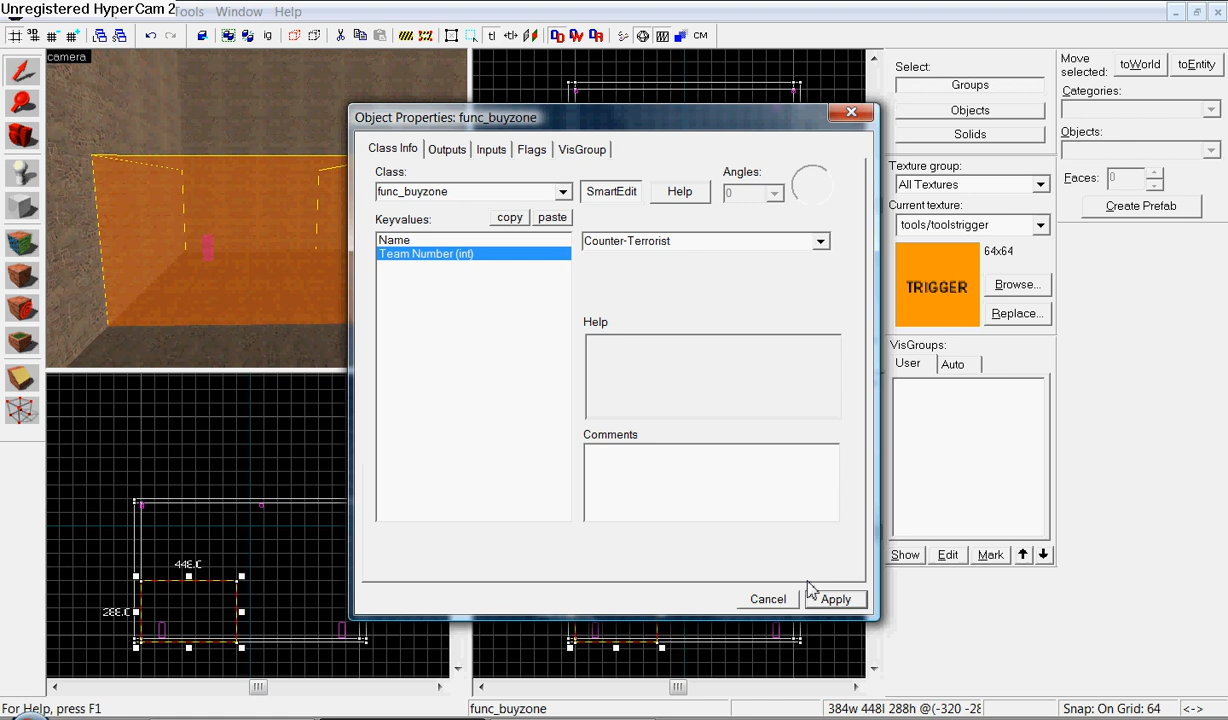 Unregistered HyperCam 2
Tools Window Help
3D
ig
tl
CM
camera
Object Properties: func_buyzone
Class Info
Outputs
Inputs
Flags
VisGroup
Class:
func_buyzone
SmartEdit
Help
Angles:
0
Keyvalues:
copy
paste
Name
Team Number (int)
Counter-Terrorist
Help
Comments
Cancel
Apply
448.0
288.0
Select:
Groups
Objects
Solids
Texture group:
All Textures
Current texture:
tools/toolstrigger
64x64
TRIGGER
Browse...
Replace...
VisGroups:
User
Auto
Show
Edit
Mark
Move
selected:
toWorld
toEntity
Categories:
Objects:
Faces:
0
Create Prefab
For Help, press F1
func_buyzone
384w 448l 288h @(-320 -28
Snap: On Grid: 64
<->